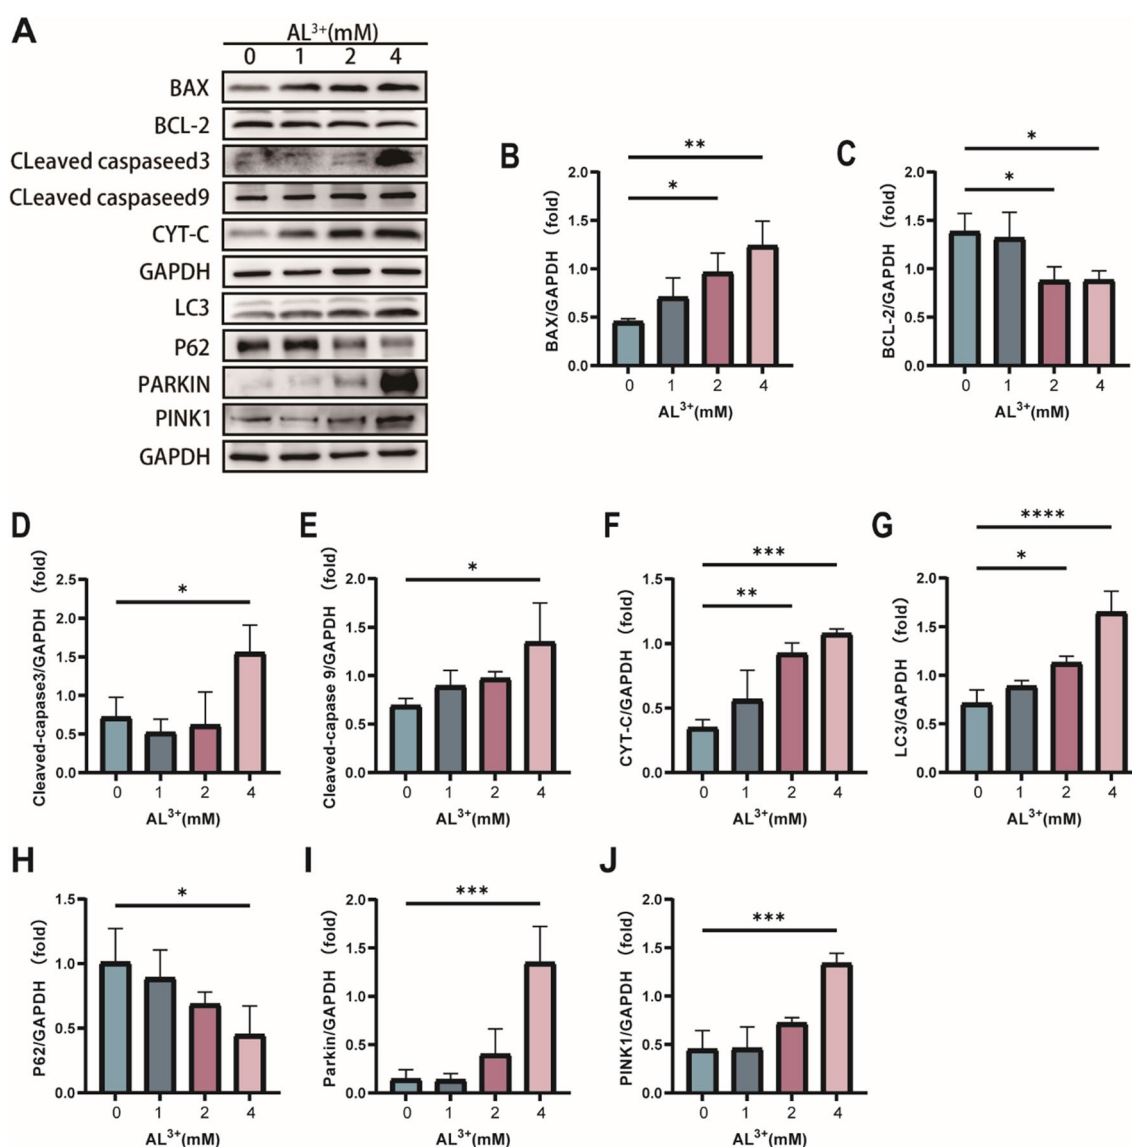 A
AL³⁺(mM)
0 1 2 4
BAX
BCL-2
CLeaved caspaseed3
CLeaved caspaseed9
CYT-C
GAPDH
LC3
P62
PARKIN
PINK1
GAPDH
B
BAX/GAPDH (fold)
2.0
1.5
1.0
0.5
0.0
**
*
0 1 2 4
AL³⁺(mM)
C
BCL-2/GAPDH (fold)
2.0
1.5
1.0
0.5
0.0
*
*
0 1 2 4
AL³⁺(mM)
D
Cleaved-capase3/GAPDH (fold)
2.5
2.0
1.5
1.0
0.5
0.0
*
0 1 2 4
AL³⁺(mM)
E
Cleaved-capase 9/GAPDH (fold)
2.0
1.5
1.0
0.5
0.0
*
0 1 2 4
AL³⁺(mM)
F
CYT-C/GAPDH (fold)
1.5
1.0
0.5
0.0
***
**
0 1 2 4
AL³⁺(mM)
G
LC3/GAPDH (fold)
2.0
1.5
1.0
0.5
0.0
****
*
0 1 2 4
AL³⁺(mM)
H
P62/GAPDH (fold)
1.5
1.0
0.5
0.0
*
0 1 2 4
AL³⁺(mM)
I
Parkin/GAPDH (fold)
2.0
1.5
1.0
0.5
0.0
***
0 1 2 4
AL³⁺(mM)
J
PINK1/GAPDH (fold)
2.0
1.5
1.0
0.5
0.0
***
0 1 2 4
AL³⁺(mM)